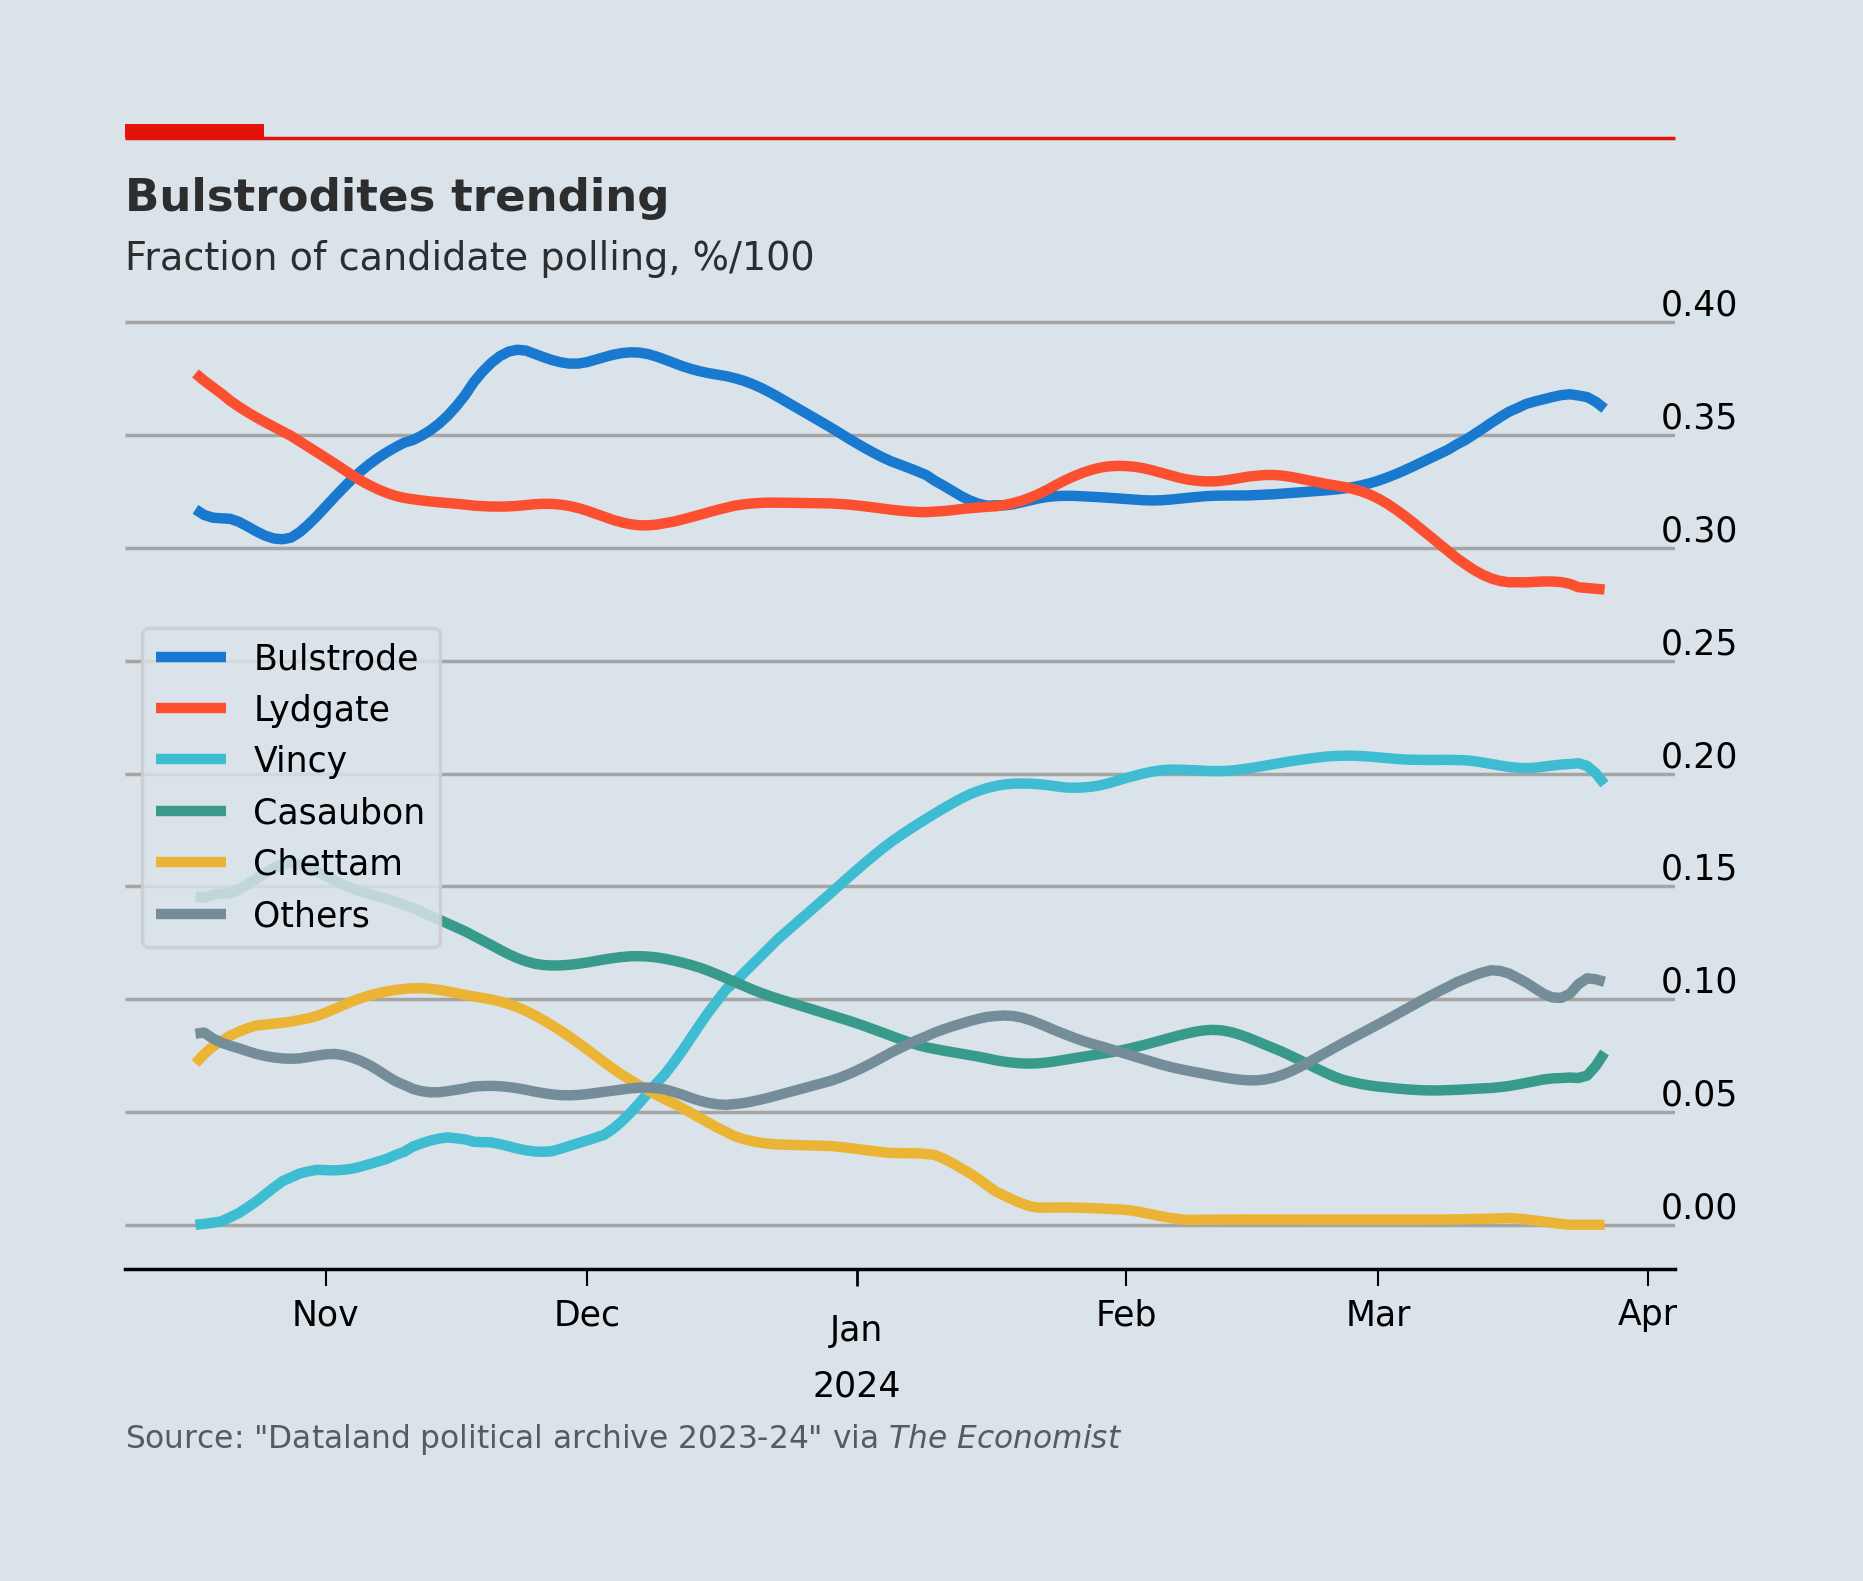 Bulstrodites trending
Fraction of candidate polling, %/100
0.40
0.35
0.30
0.25
0.20
0.15
0.10
0.05
0.00
Bulstrode
Lydgate
Vincy
Casaubon
Chettam
Others
Nov Dec Jan Feb Mar Apr
2024
Source: "Dataland political archive 2023-24" via The Economist